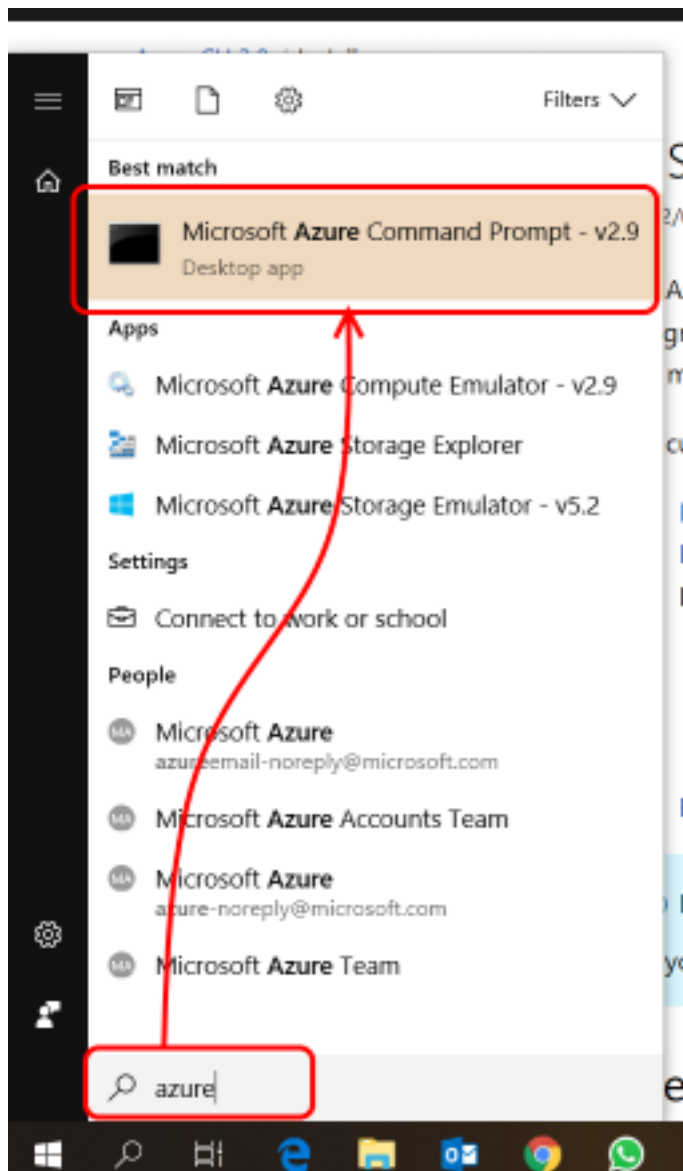 Filters
Best match
Microsoft Azure Command Prompt - v2.9
Desktop app
Apps
Microsoft Azure Compute Emulator - v2.9
Microsoft Azure Storage Explorer
Microsoft Azure Storage Emulator - v5.2
Settings
Connect to work or school
People
Microsoft Azure
azureemail-noreply@microsoft.com
Microsoft Azure Accounts Team
Microsoft Azure
azure-noreply@microsoft.com
Microsoft Azure Team
azure